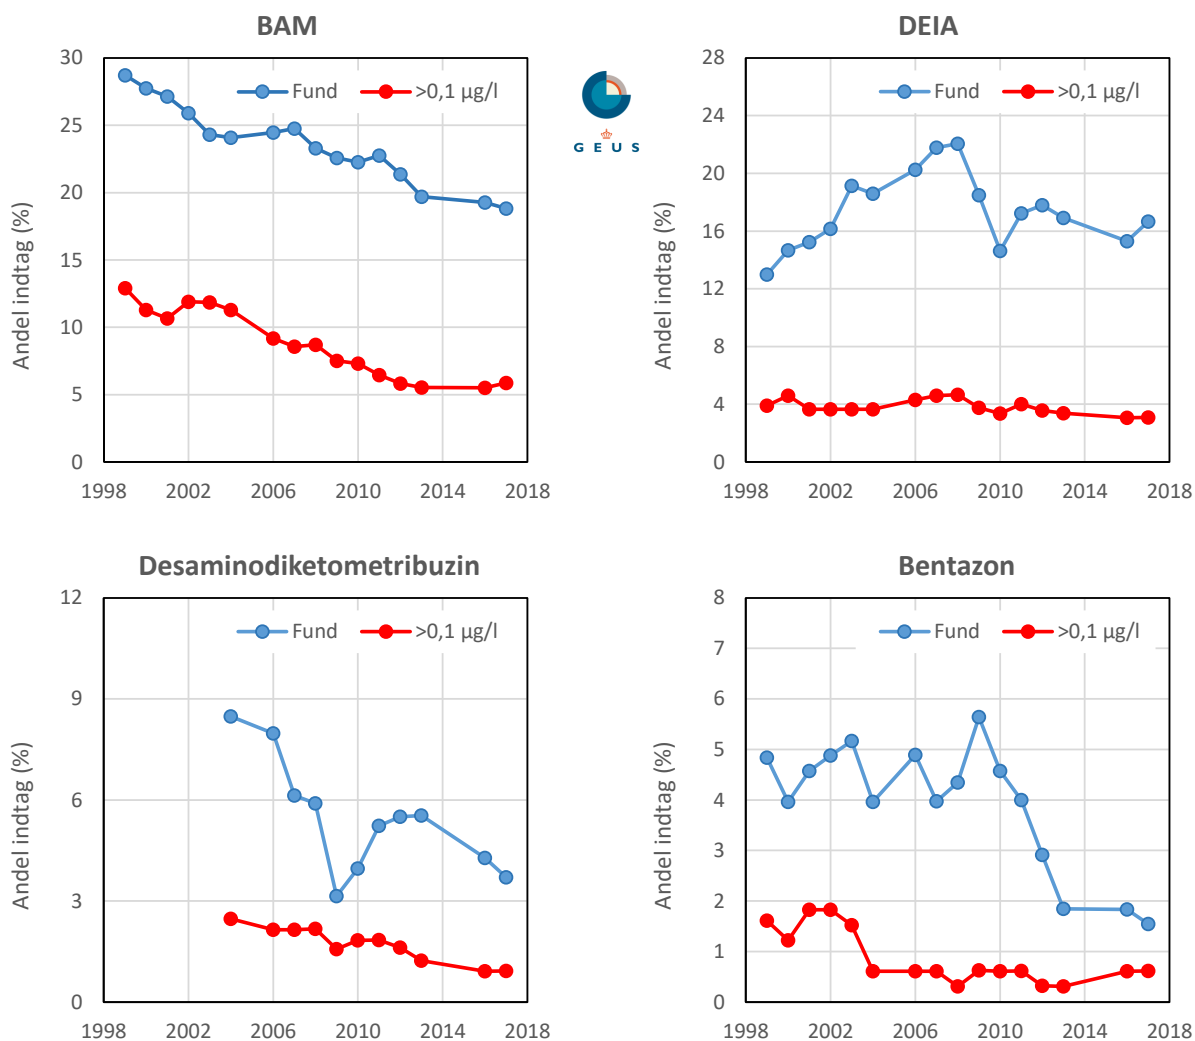 BAM
30
25
20
15
10
5
0
Andel indtag (%)
Fund >0,1 µg/l
1998 2002 2006 2010 2014 2018
GEUS
DEIA
28
24
20
16
12
8
4
0
Andel indtag (%)
Fund >0,1 µg/l
1998 2002 2006 2010 2014 2018
Desaminodiketometribuzin
12
9
6
3
0
Andel indtag (%)
Fund >0,1 µg/l
1998 2002 2006 2010 2014 2018
Bentazon
8
7
6
5
4
3
2
1
0
Andel indtag (%)
Fund >0,1 µg/l
1998 2002 2006 2010 2014 2018